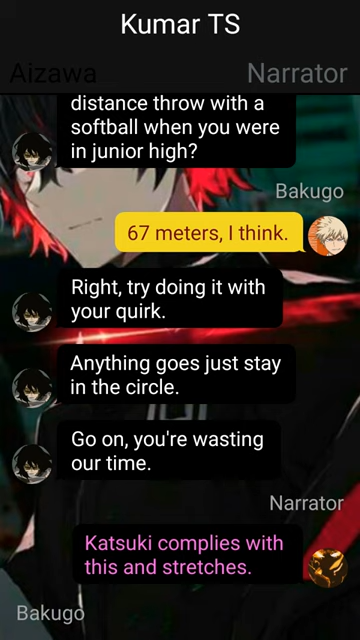 Kumar TS
Aizawa
Narrator
distance throw with a
softball when you were
in junior high?
Bakugo
67 meters, I think.
Right, try doing it with
your quirk.
Anything goes just stay
in the circle.
Go on, you're wasting
our time.
Narrator
Katsuki complies with
this and stretches.
Bakugo